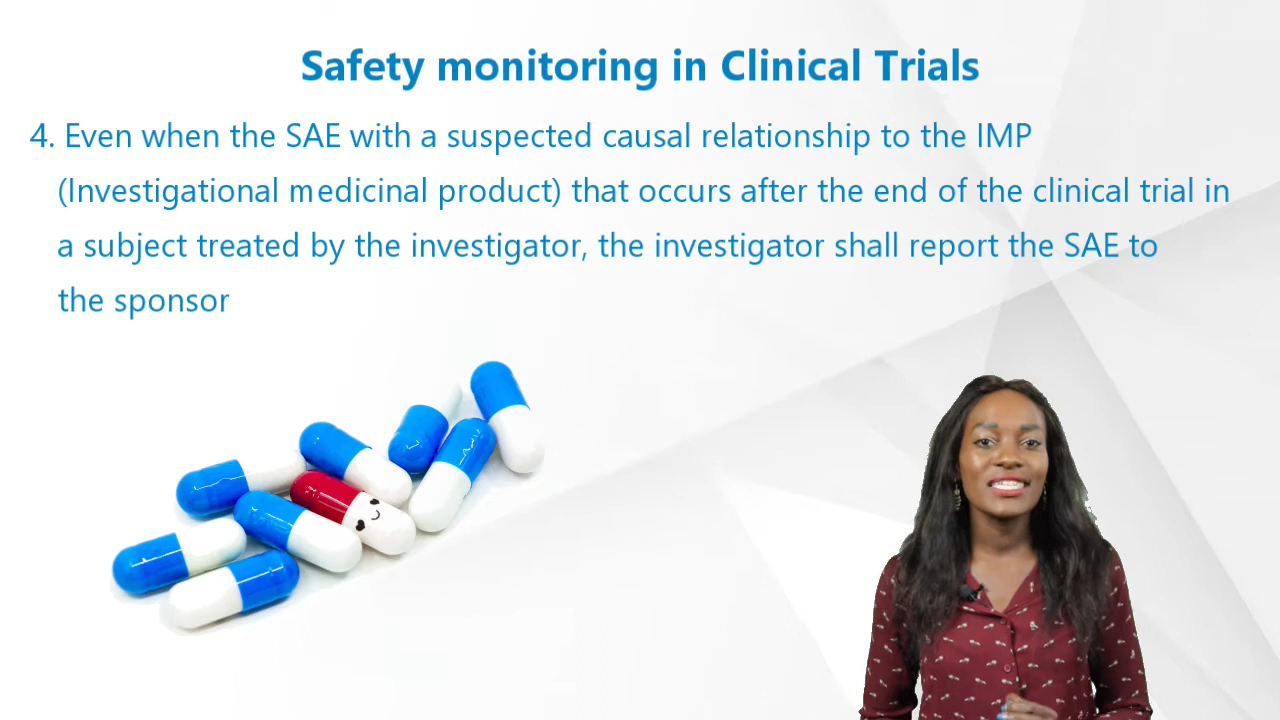 Safety monitoring in Clinical Trials
4. Even when the SAE with a suspected causal relationship to the IMP
(Investigational medicinal product) that occurs after the end of the clinical trial in
a subject treated by the investigator, the investigator shall report the SAE to
the sponsor